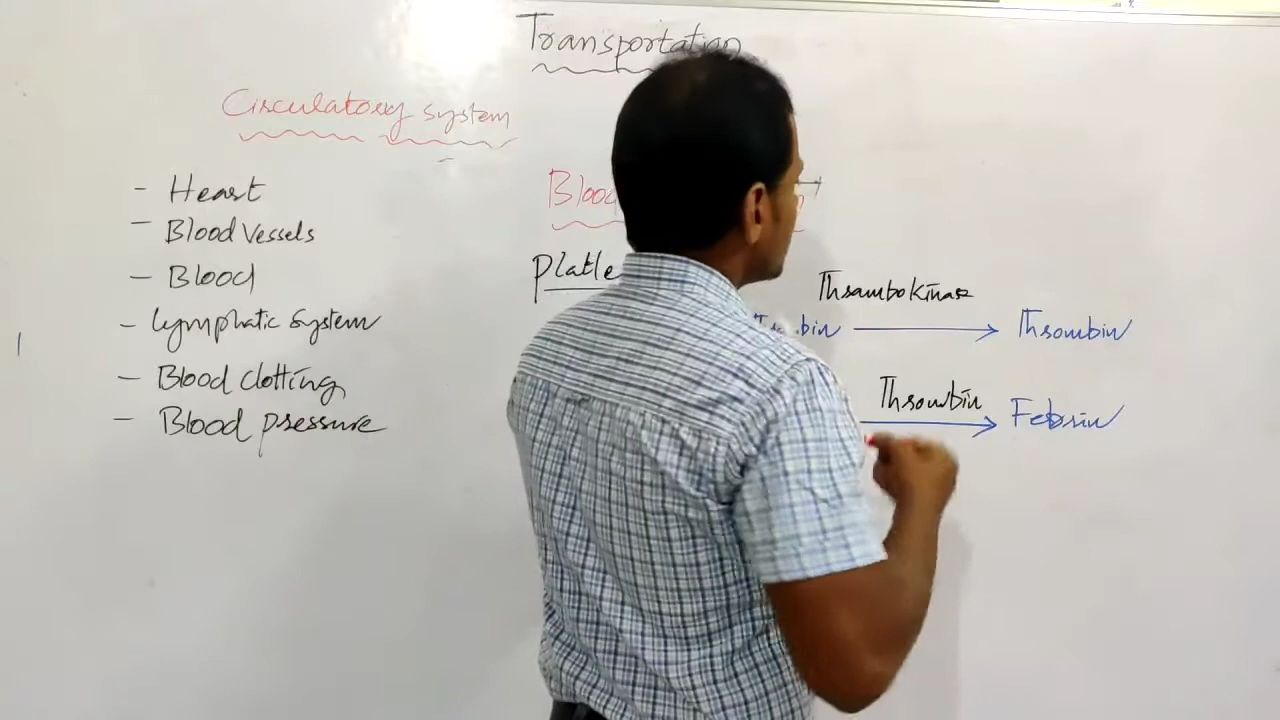 Transportation
Circulatory system
- Heart
- Blood Vessels
- Blood
- Lymphatic System
- Blood Clotting
- Blood pressure
Blood
Platle
ThromboKinase
Thrombin
Thrombin
Febrin